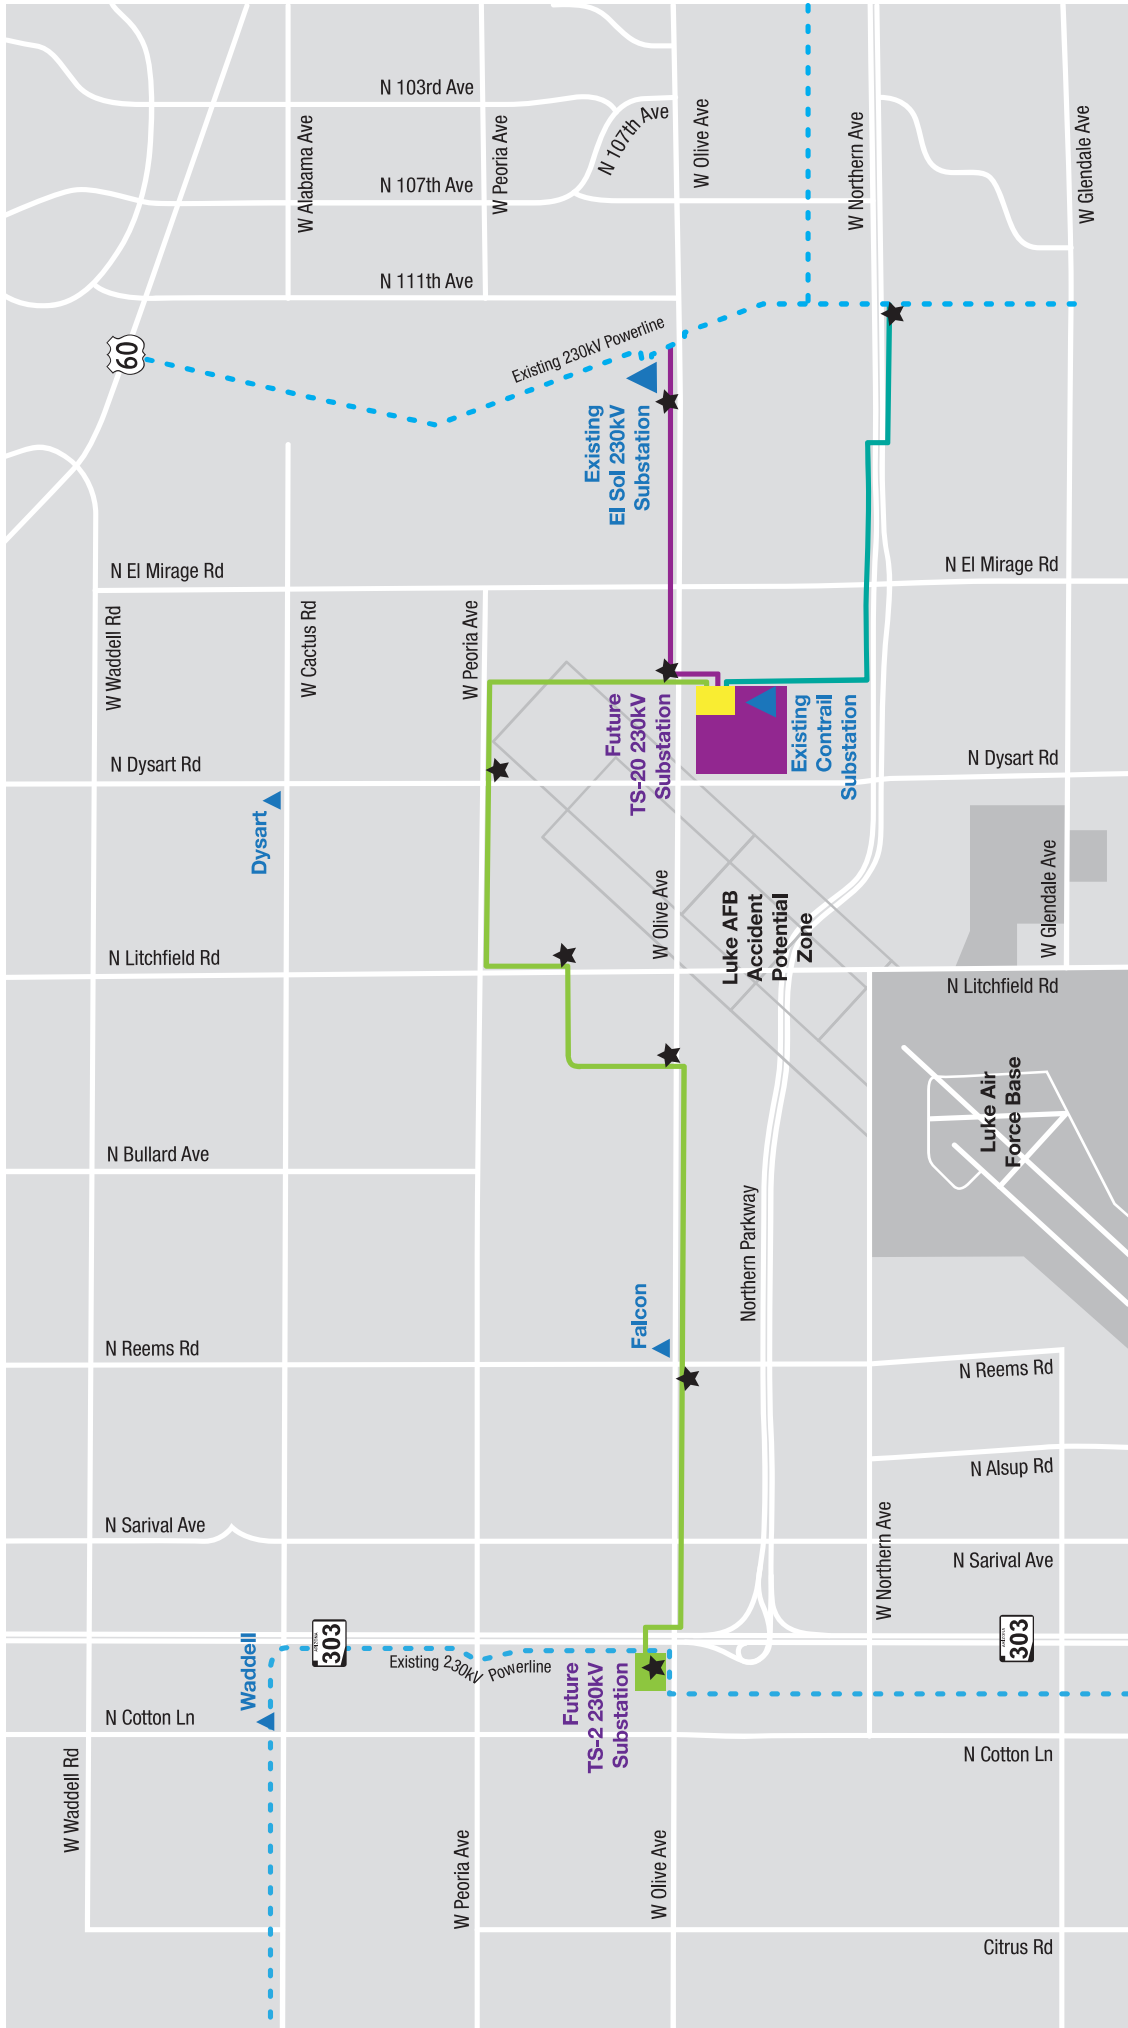 N 103rd Ave
W Alabama Ave
W Peoria Ave
N 107th Ave
W Olive Ave
W Northern Ave
W Glendale Ave
N 107th Ave
N 111th Ave
60
Existing 230kV Powerline
Existing
El Sol 230kV
Substation
N El Mirage Rd
N El Mirage Rd
W Waddell Rd
W Cactus Rd
W Peoria Ave
Future
TS-20 230kV
Substation
Existing
Contrail
Substation
N Dysart Rd
N Dysart Rd
Dysart
W Olive Ave
Luke AFB
Accident
Potential
Zone
W Glendale Ave
N Litchfield Rd
N Litchfield Rd
Luke Air
Force Base
N Bullard Ave
Northern Parkway
Falcon
N Reems Rd
N Reems Rd
N Alsup Rd
N Sarival Ave
W Northern Ave
N Sarival Ave
303
303
Waddell
Existing 230kV Powerline
Future
TS-2 230kV
Substation
N Cotton Ln
N Cotton Ln
W Waddell Rd
W Peoria Ave
W Olive Ave
Citrus Rd